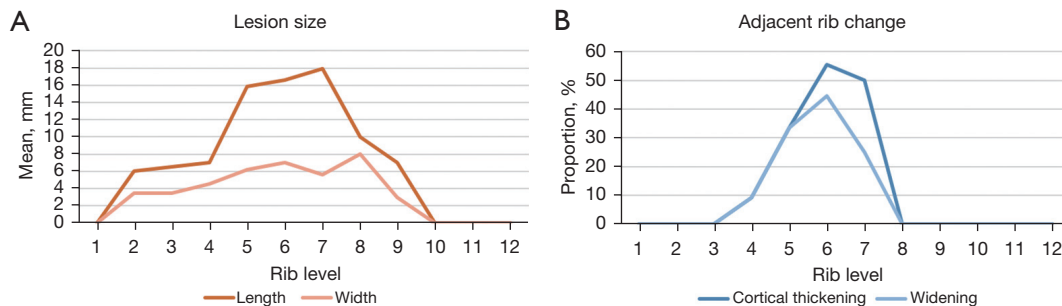 A
Lesion size
Mean, mm
20
18
16
14
12
10
8
6
4
2
0
1 2 3 4 5 6 7 8 9 10 11 12
Rib level
Length Width
B
Adjacent rib change
Proportion, %
60
50
40
30
20
10
0
1 2 3 4 5 6 7 8 9 10 11 12
Rib level
Cortical thickening Widening